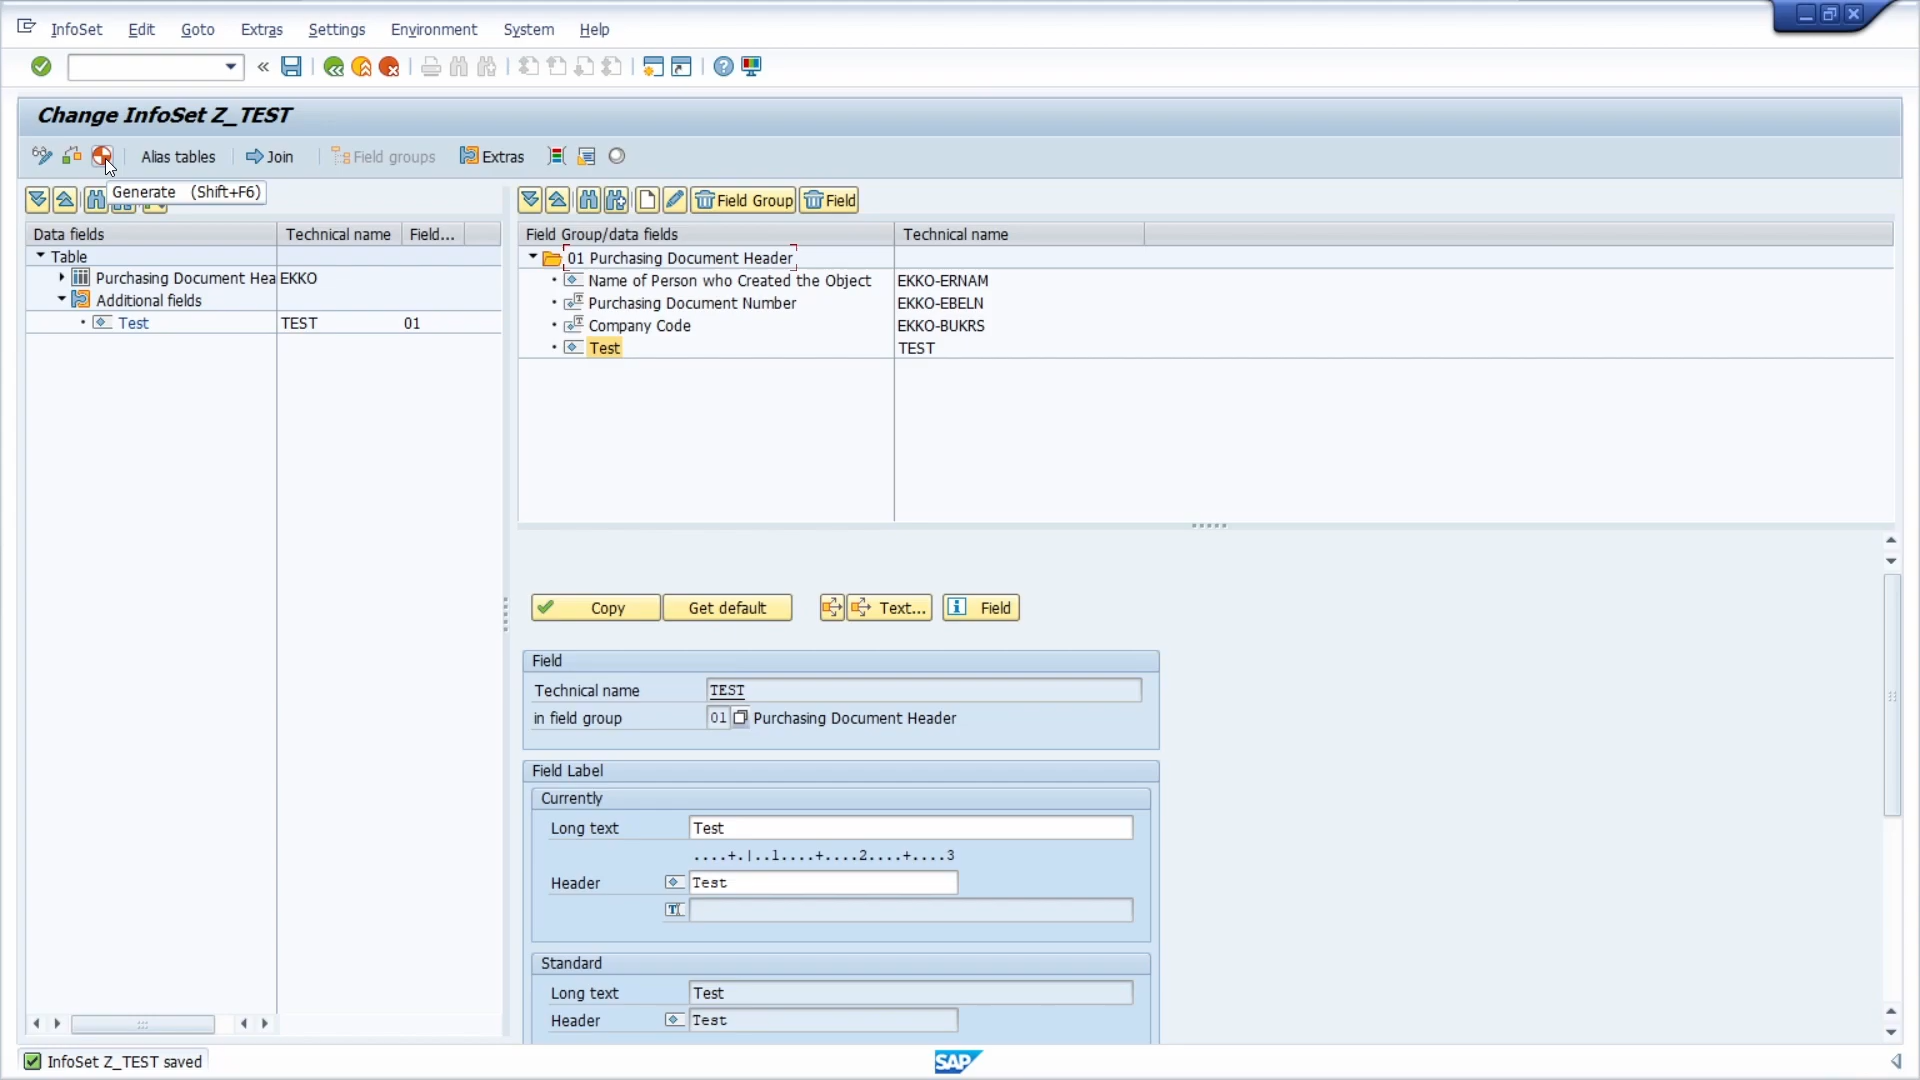 InfoSet Edit Goto Extras Settings Environment System Help
Change InfoSet Z_TEST
Alias tables Join Field groups Extras
Generate (Shift+F6)
Field Group Field
Data fields Technical name Field...
Table
Purchasing Document Hea EKKO
Additional fields
Test TEST 01
Field Group/data fields Technical name
01 Purchasing Document Header
Name of Person who Created the Object EKKO-ERNAM
Purchasing Document Number EKKO-EBELN
Company Code EKKO-BUKRS
Test TEST
Copy Get default Text... Field
Field
Technical name TEST
in field group 01 Purchasing Document Header
Field Label
Currently
Long text Test
....+.|..1....+....2....+....3
Header Test
Standard
Long text Test
Header Test
InfoSet Z_TEST saved
SAP